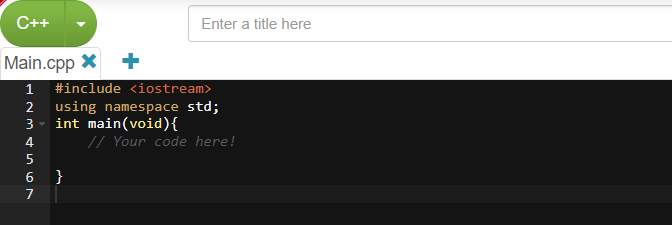 C++
Enter a title here
Main.cpp
1 #include <iostream>
2 using namespace std;
3 int main(void){
4 // Your code here!
5
6 }
7